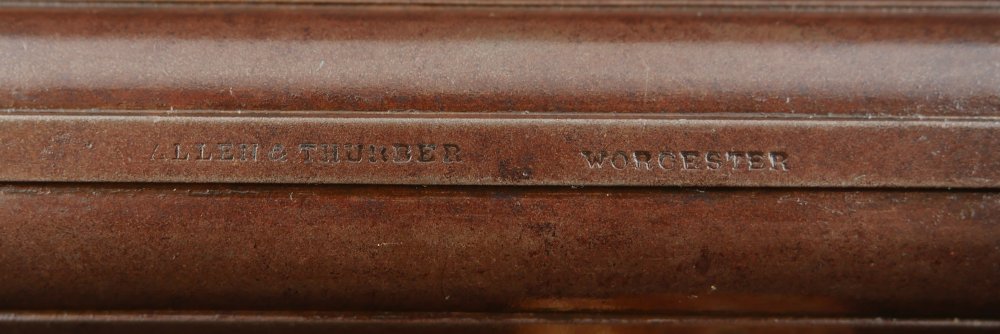 ALLEN & THURBER WORCESTER